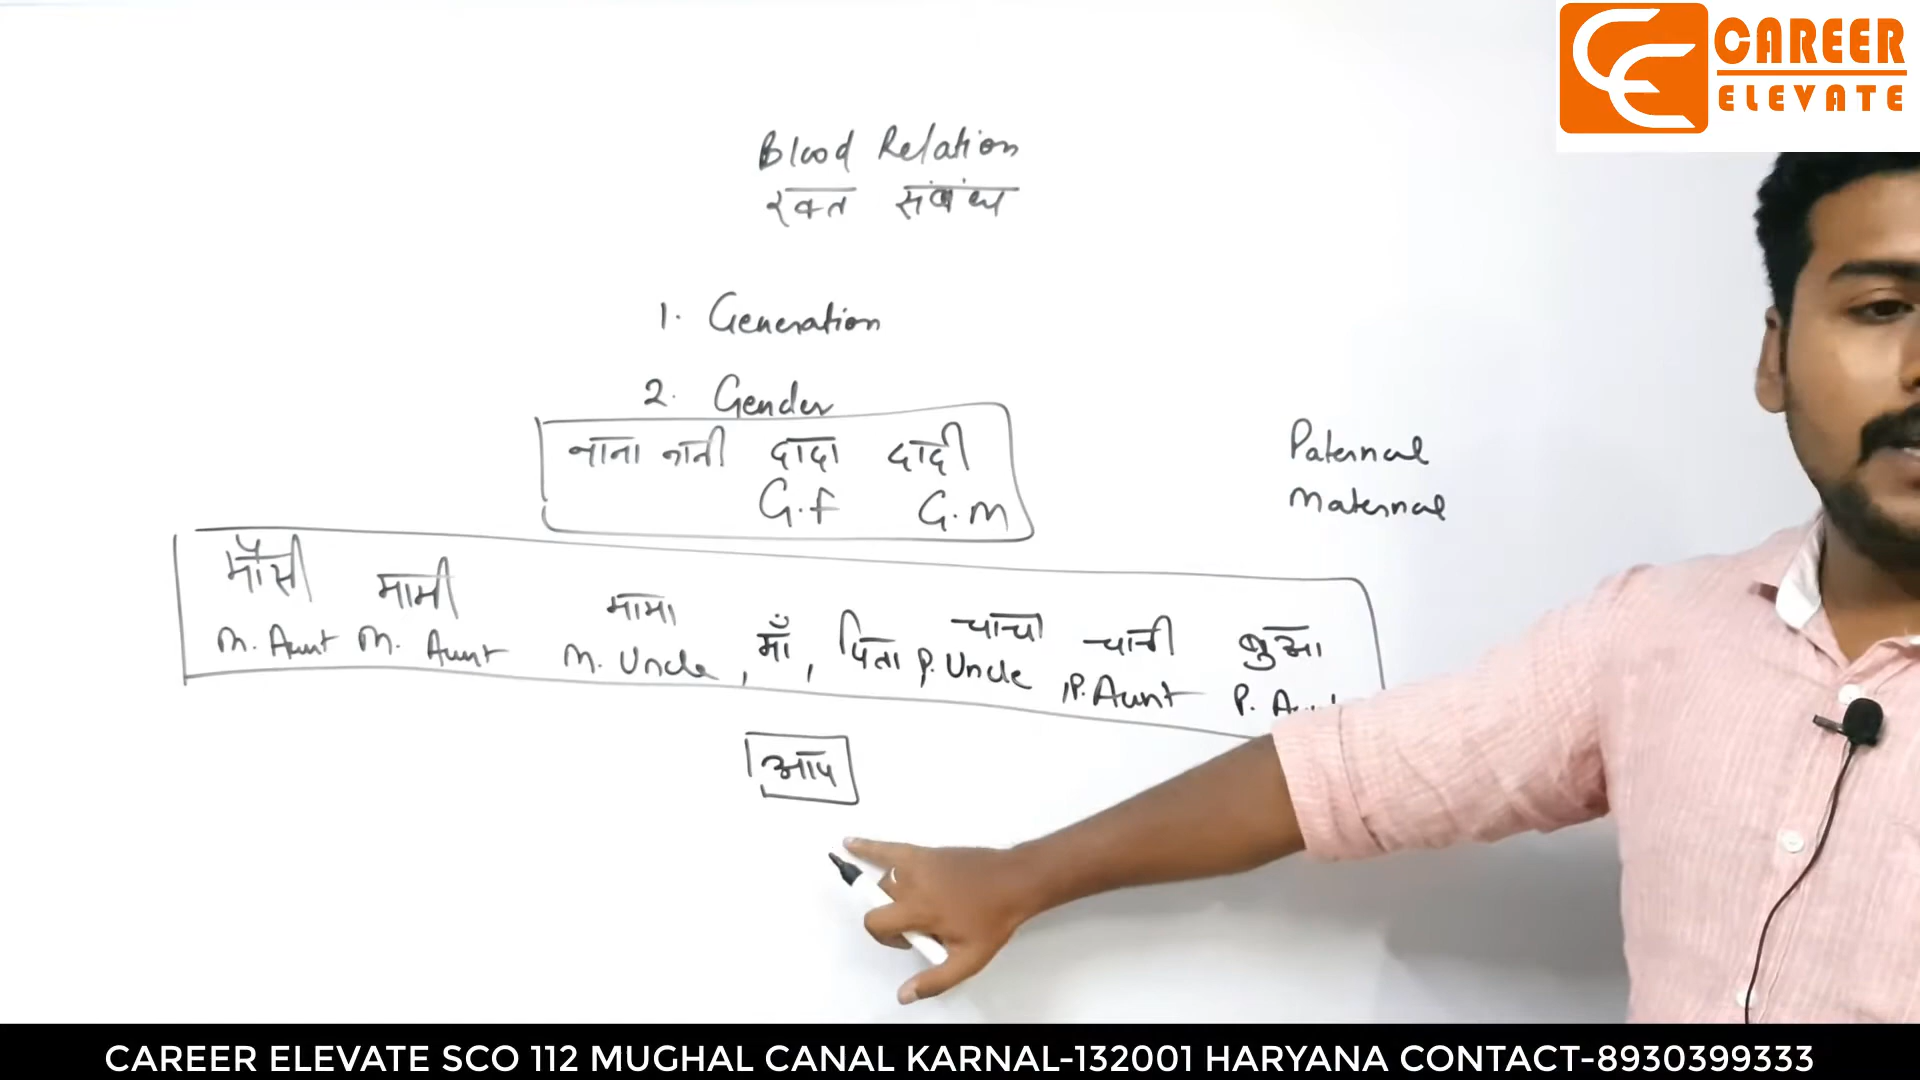 CAREER
ELEVATE
Blood Relation
रक्त संबंध
1. Generation
2. Gender
नाना नानी दादा दादी
G.f G.m
Paternal
Maternal
मौसी मामी मामा माँ, पिता चाचा चाची बुआ
M. Aunt M. Aunt M. Uncle, , P. Uncle ,P. Aunt P. Aunt
आप
CAREER ELEVATE SCO 112 MUGHAL CANAL KARNAL-132001 HARYANA CONTACT-8930399333